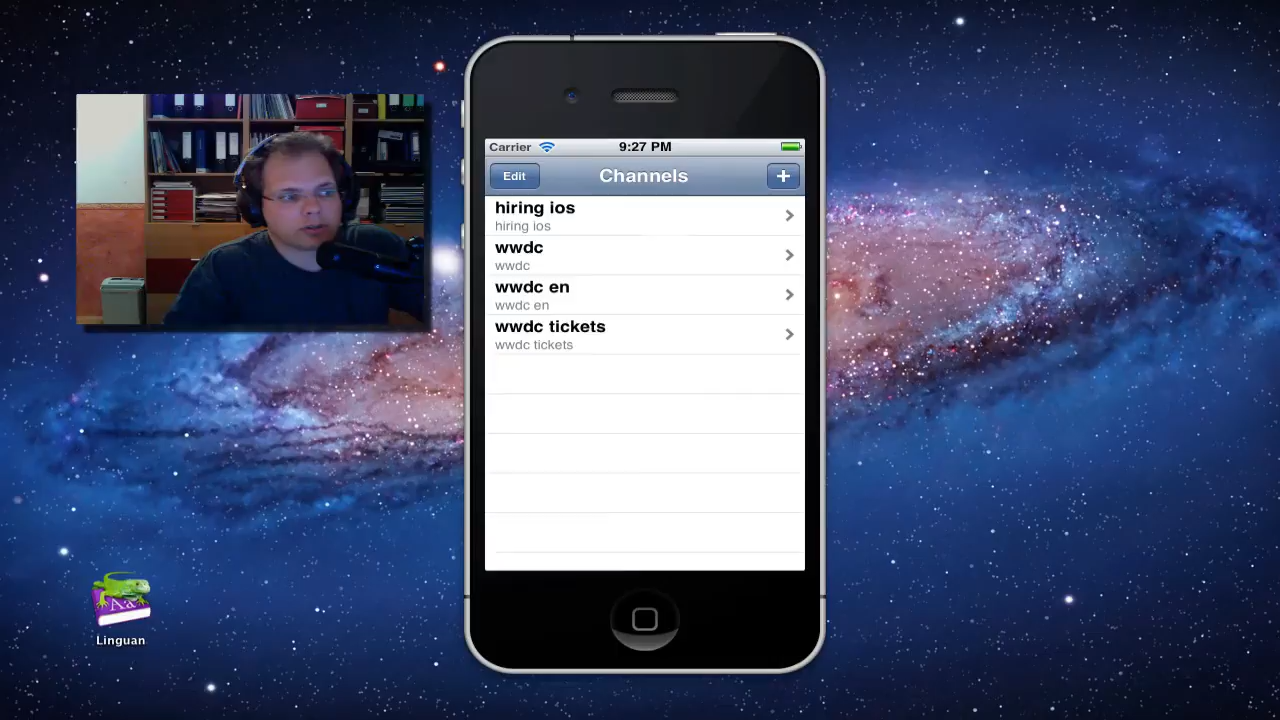 Carrier 9:27 PM
Edit Channels +
hiring ios
hiring ios
wwdc
wwdc
wwdc en
wwdc en
wwdc tickets
wwdc tickets
Aa
Linguan